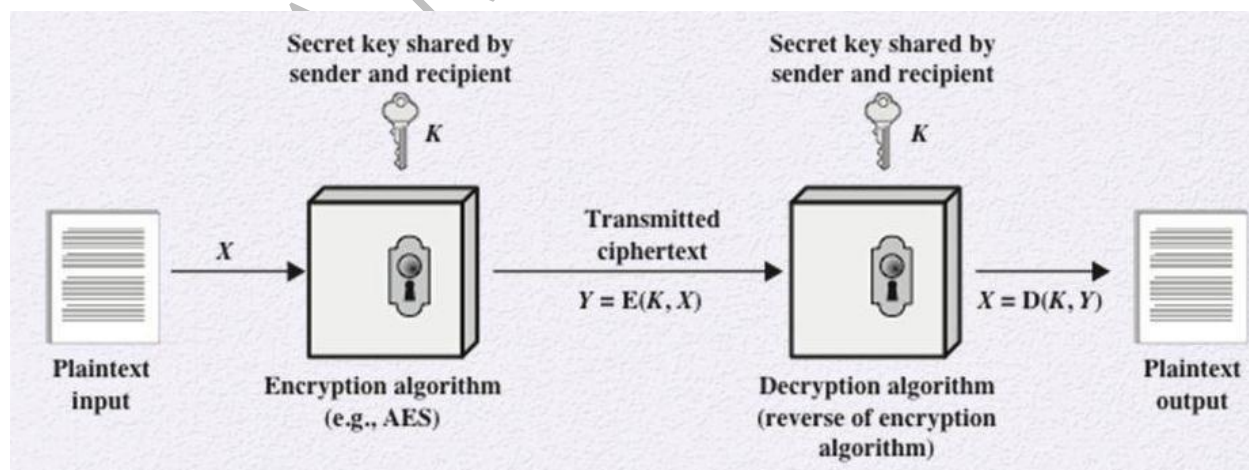 Secret key shared by
sender and recipient
K
Secret key shared by
sender and recipient
K
X
Transmitted
ciphertext
Y = E(K, X)
X = D(K, Y)
Plaintext
input
Encryption algorithm
(e.g., AES)
Decryption algorithm
(reverse of encryption
algorithm)
Plaintext
output